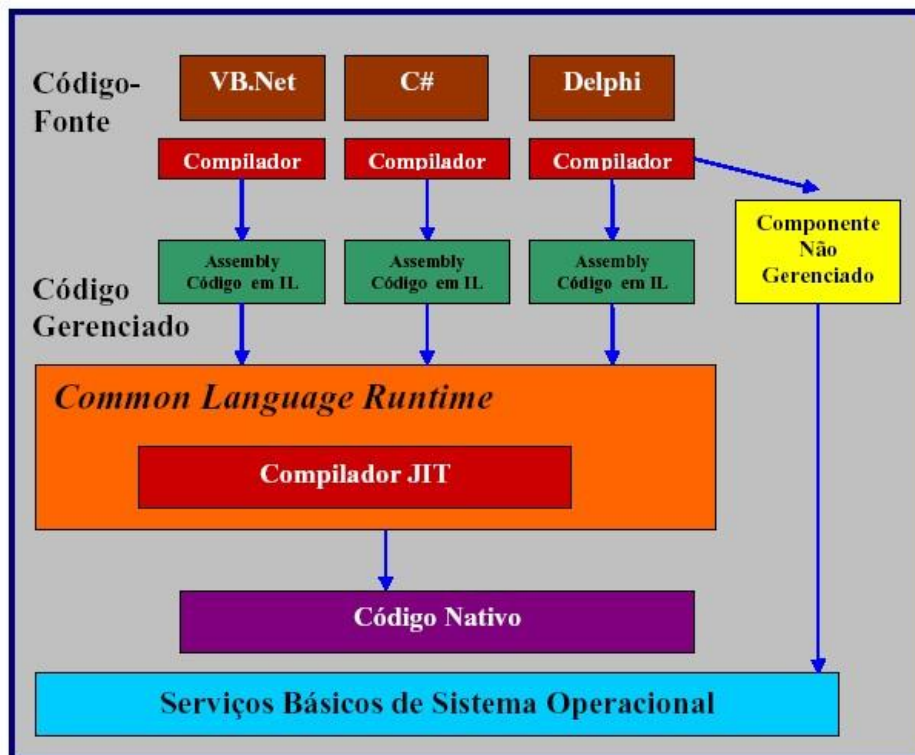 Código-
Fonte
VB.Net
C#
Delphi
Compilador
Compilador
Compilador
Componente
Não
Gerenciado
Assembly
Código em IL
Assembly
Código em IL
Assembly
Código em IL
Código
Gerenciado
Common Language Runtime
Compilador JIT
Código Nativo
Serviços Básicos de Sistema Operacional